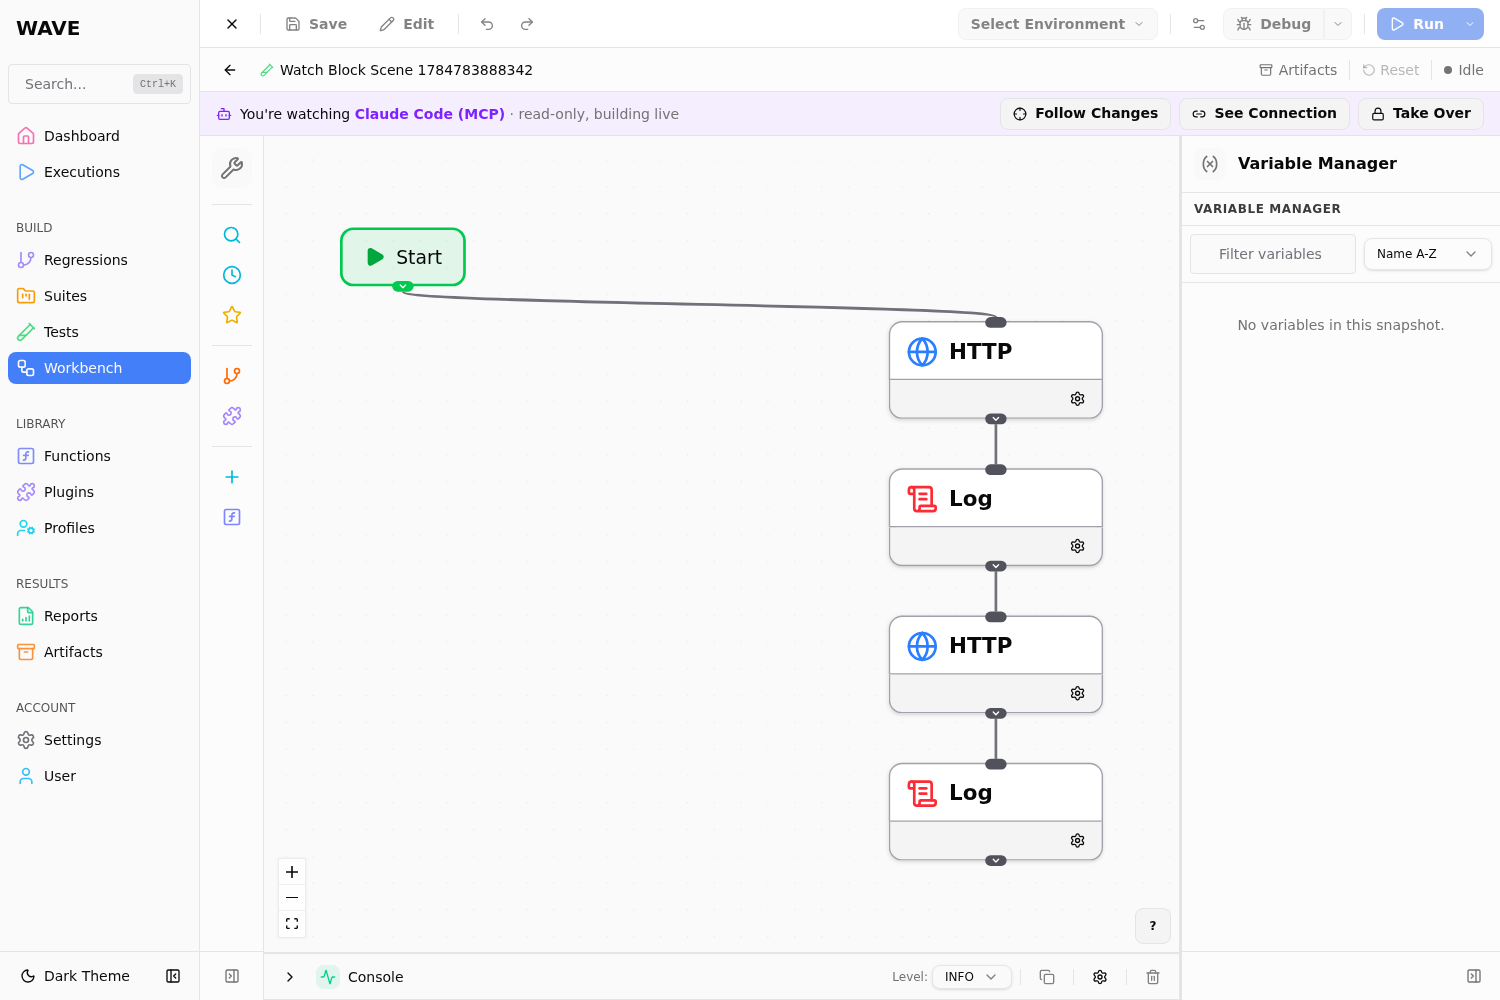 WAVE
Search...
Ctrl+K
Dashboard
Executions
BUILD
Regressions
Suites
Tests
Workbench
LIBRARY
Functions
Plugins
Profiles
RESULTS
Reports
Artifacts
ACCOUNT
Settings
User
Dark Theme
Save
Edit
Select Environment
Debug
Run
Watch Block Scene 1784783888342
Artifacts
Reset
Idle
You're watching Claude Code (MCP) · read-only, building live
Follow Changes
See Connection
Take Over
Start
HTTP
Log
HTTP
Log
?
Console
Level:
INFO
Variable Manager
VARIABLE MANAGER
Filter variables
Name A-Z
No variables in this snapshot.